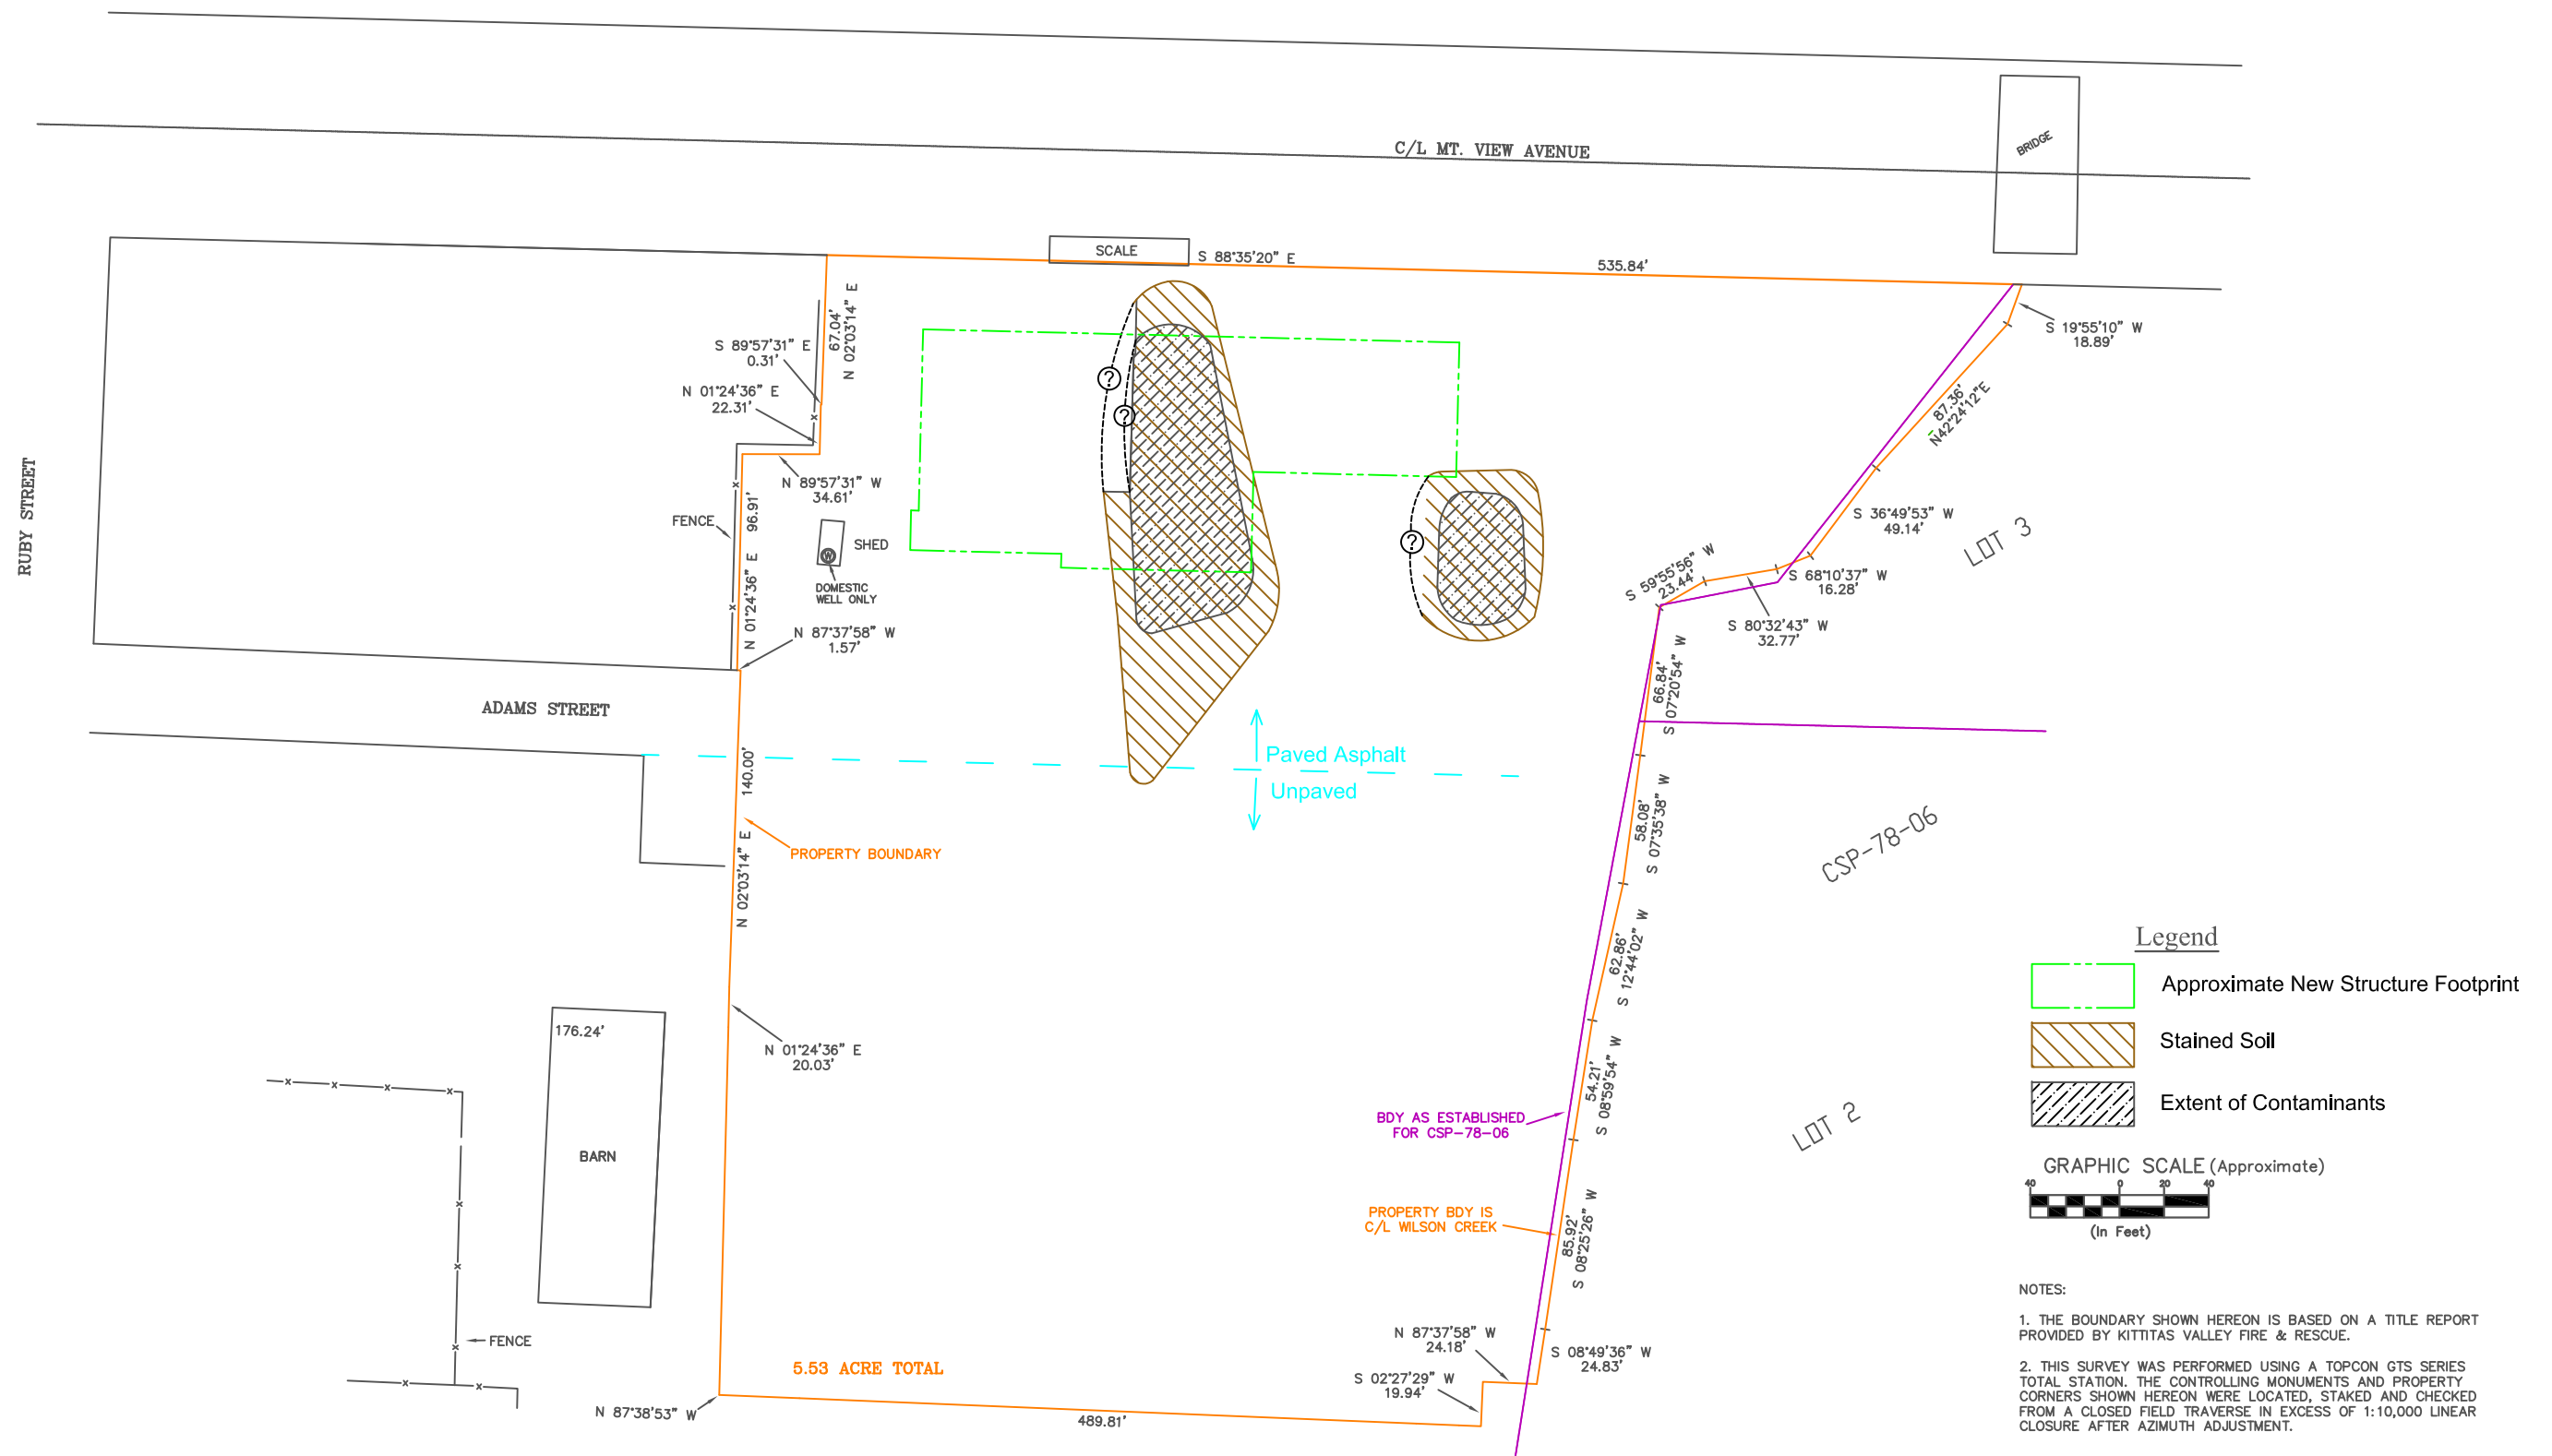 C/L MT. VIEW AVENUE
BRIDGE
SCALE
S 88°35'20" E
535.84'
67.04'
N 02°03'14" E
S 89°57'31" E
0.31'
N 01°24'36" E
22.31'
S 19°55'10" W
18.89'
87.36'
N42°24'12"E
RUBY STREET
N 89°57'31" W
34.61'
FENCE
96.91'
N 01°24'36" E
SHED
W
DOMESTIC
WELL ONLY
?
?
?
S 36°49'53" W
49.14'
LOT 3
S 59°55'56" W
23.44'
S 68°10'37" W
16.28'
S 80°32'43" W
32.77'
N 87°37'58" W
1.57'
66.84'
S 07°20'54" W
ADAMS STREET
140.00'
N 02°03'14" E
Paved Asphalt
Unpaved
PROPERTY BOUNDARY
58.08'
S 07°35'38" W
CSP-78-06
62.86'
S 12°44'02" W
176.24'
BARN
N 01°24'36" E
20.03'
54.21'
S 08°59'54" W
BDY AS ESTABLISHED
FOR CSP-78-06
LOT 2
PROPERTY BDY IS
C/L WILSON CREEK
85.92'
S 08°25'26" W
FENCE
N 87°37'58" W
24.18'
S 08°49'36" W
24.83'
S 02°27'29" W
19.94'
5.53 ACRE TOTAL
N 87°38'53" W
489.81'
Legend
Approximate New Structure Footprint
Stained Soil
Extent of Contaminants
GRAPHIC SCALE (Approximate)
40 0 20 40
(In Feet)
NOTES:
1. THE BOUNDARY SHOWN HEREON IS BASED ON A TITLE REPORT
PROVIDED BY KITTITAS VALLEY FIRE & RESCUE.
2. THIS SURVEY WAS PERFORMED USING A TOPCON GTS SERIES
TOTAL STATION. THE CONTROLLING MONUMENTS AND PROPERTY
CORNERS SHOWN HEREON WERE LOCATED, STAKED AND CHECKED
FROM A CLOSED FIELD TRAVERSE IN EXCESS OF 1:10,000 LINEAR
CLOSURE AFTER AZIMUTH ADJUSTMENT.